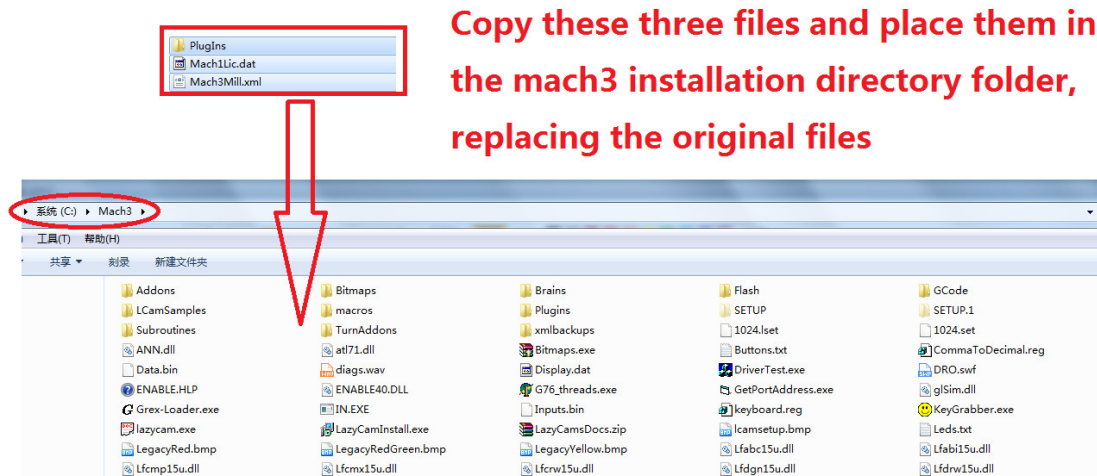 Copy these three files and place them in
the mach3 installation directory folder,
replacing the original files
PlugIns
Mach1Lic.dat
Mach3Mill.xml
系统 (C:) Mach3
工具(T) 帮助(H)
共享 刻录 新建文件夹
Addons Bitmaps Brains Flash GCode
LCamSamples macros Plugins SETUP SETUP.1
Subroutines TurnAddons xmlbackups 1024.lset 1024.set
ANN.dll atl71.dll Bitmaps.exe Buttons.txt CommaToDecimal.reg
Data.bin diags.wav Display.dat DriverTest.exe DRO.swf
ENABLE.HLP ENABLE40.DLL G76_threads.exe GetPortAddress.exe glSim.dll
Grex-Loader.exe IN.EXE Inputs.bin keyboard.reg KeyGrabber.exe
lazycam.exe LazyCamInstall.exe LazyCamsDocs.zip lcamsetup.bmp Leds.txt
LegacyRed.bmp LegacyRedGreen.bmp LegacyYellow.bmp Lfabc15u.dll Lfabi15u.dll
Lfcmp15u.dll Lfcmx15u.dll Lfcrw15u.dll Lfdgn15u.dll Lfdrw15u.dll